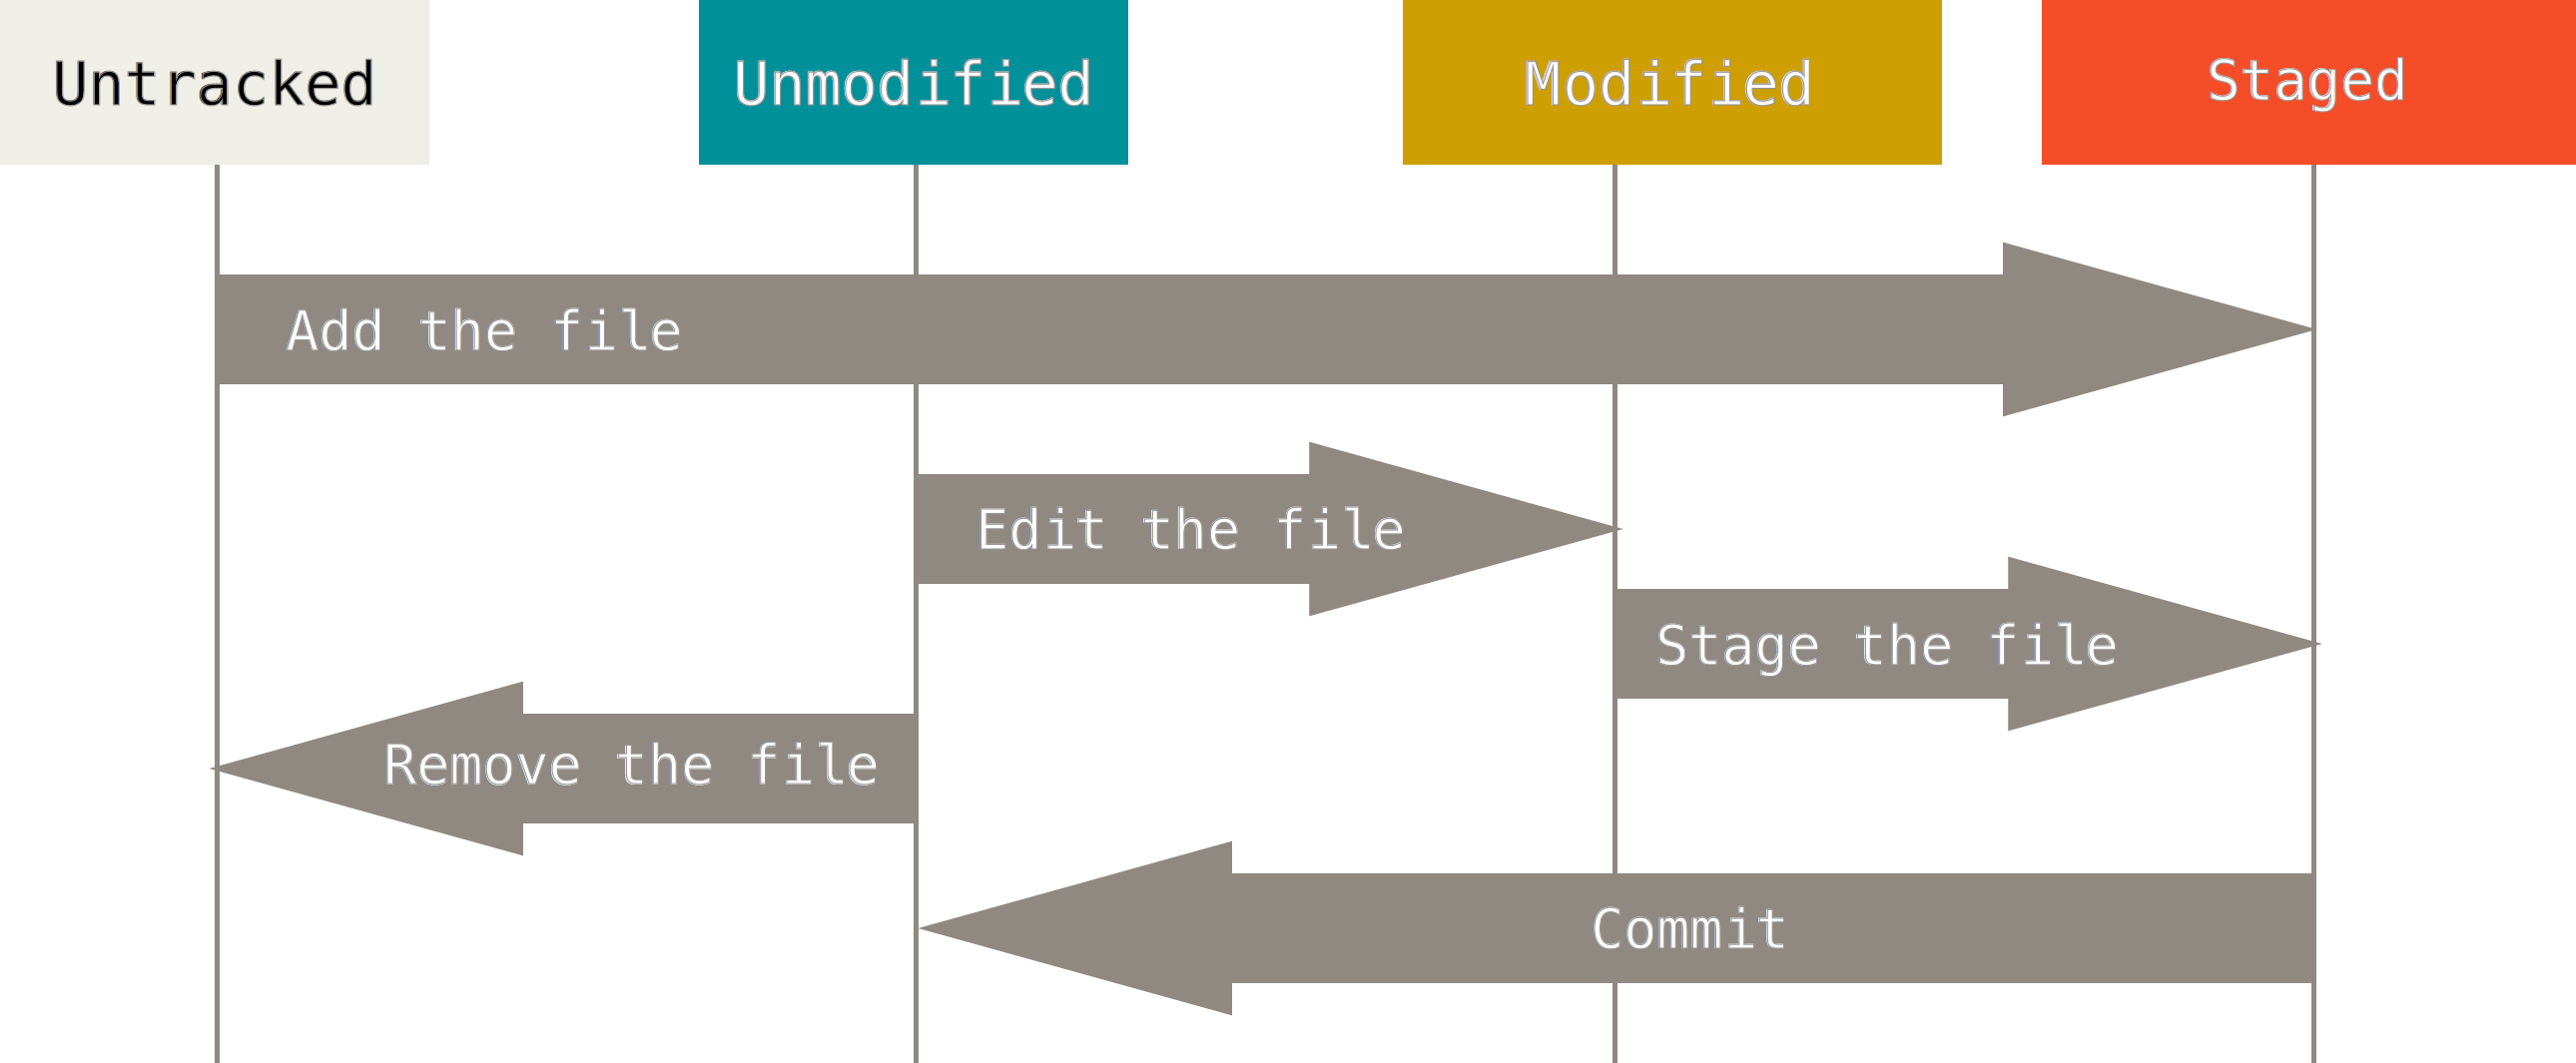 Untracked
Unmodified
Modified
Staged
Add the file
Edit the file
Stage the file
Remove the file
Commit